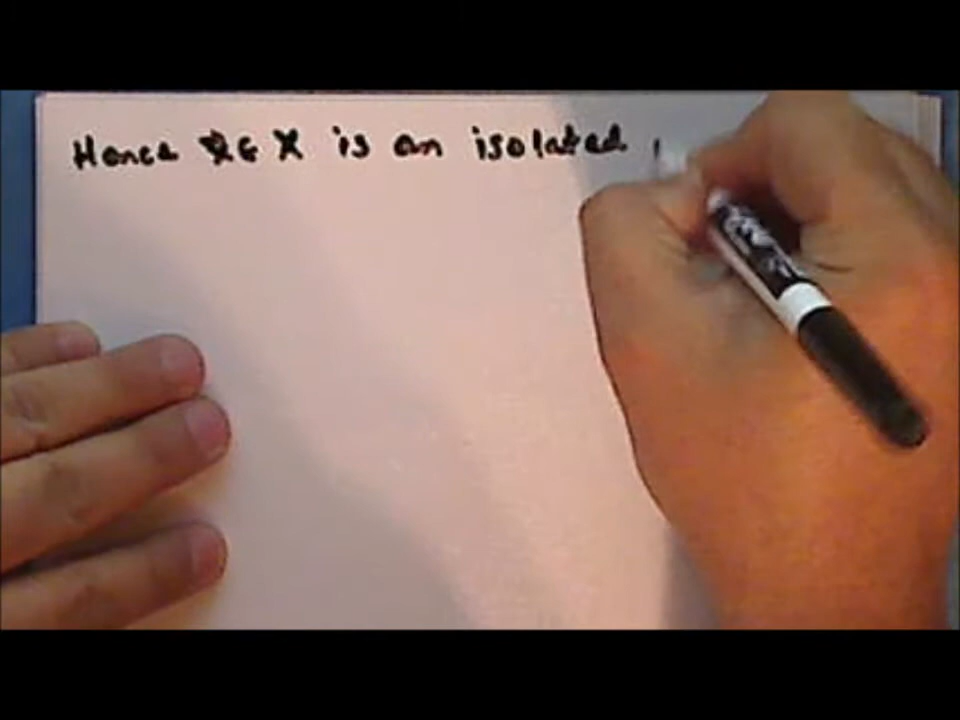 Hence x ∈ X is an isolated